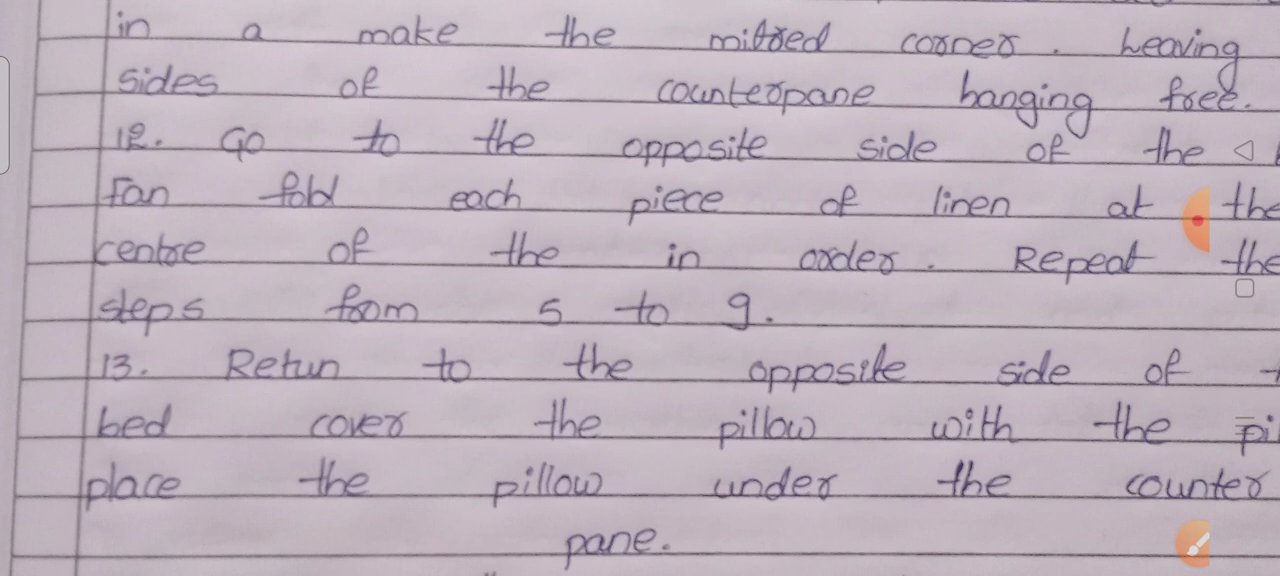 in a make the mitred corner. Leaving
sides of the counterpane hanging free.
12. Go to the opposite side of the
Fan fold each piece of linen at the
centre of the in order. Repeat the
steps from 5 to 9.
13. Retun to the opposite side of
bed cover the pillow with the
place the pillow under the counter
pane.